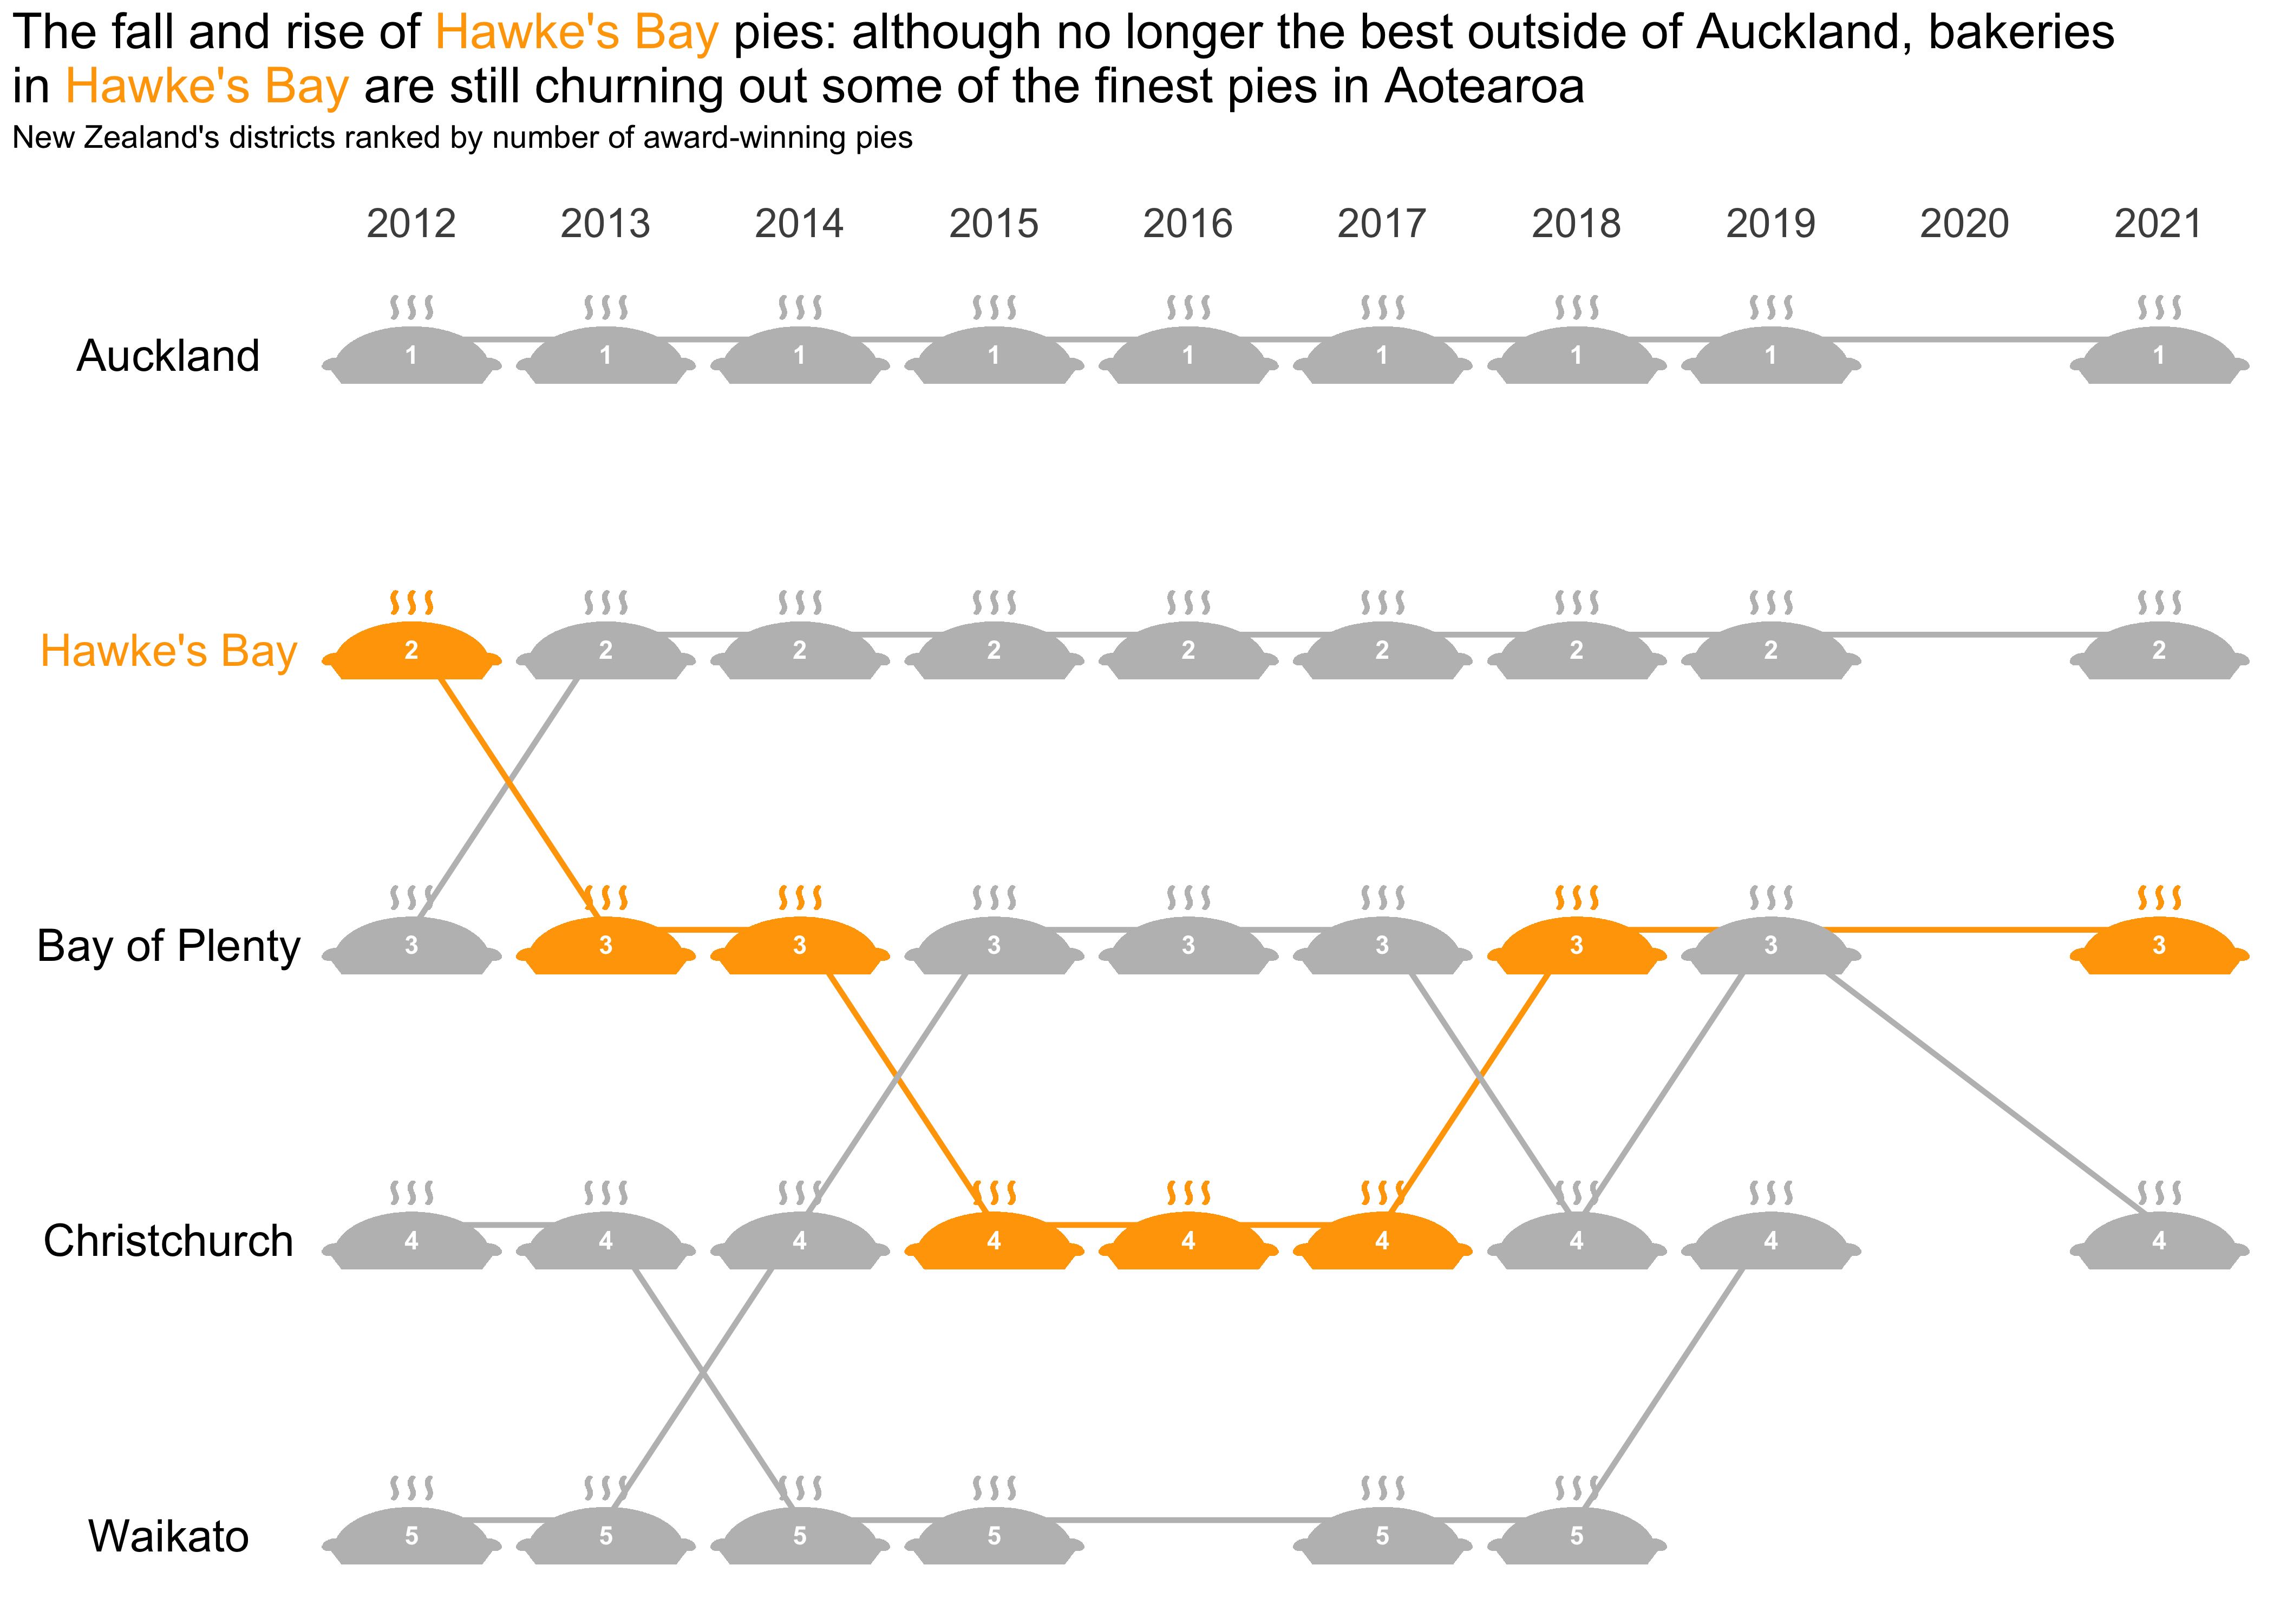 The fall and rise of Hawke's Bay pies: although no longer the best outside of Auckland, bakeries
in Hawke's Bay are still churning out some of the finest pies in Aotearoa
New Zealand's districts ranked by number of award-winning pies
2012 2013 2014 2015 2016 2017 2018 2019 2020 2021
Auckland 1 1 1 1 1 1 1 1 1
Hawke's Bay 2 2 2 2 2 2 2 2 2
Bay of Plenty 3 3 3 3 3 3 3 3 3
Christchurch 4 4 4 4 4 4 4 4 4
Waikato 5 5 5 5 5 5